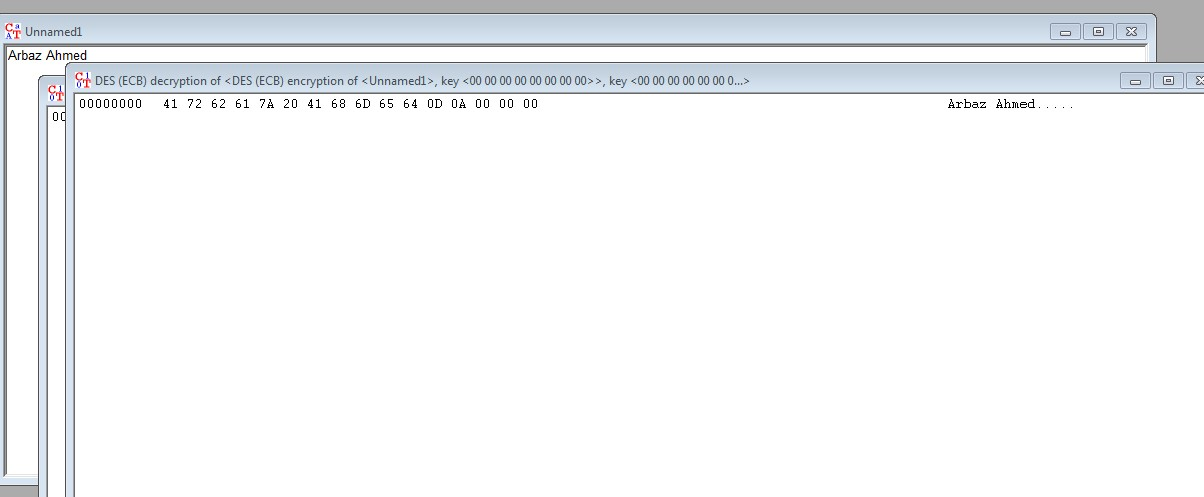 Unnamed1
Arbaz Ahmed
DES (ECB) decryption of <DES (ECB) encryption of <Unnamed1>, key <00 00 00 00 00 00 00 00>>, key <00 00 00 00 00 00 0...>
00000000 41 72 62 61 7A 20 41 68 6D 65 64 0D 0A 00 00 00 Arbaz Ahmed.....
00